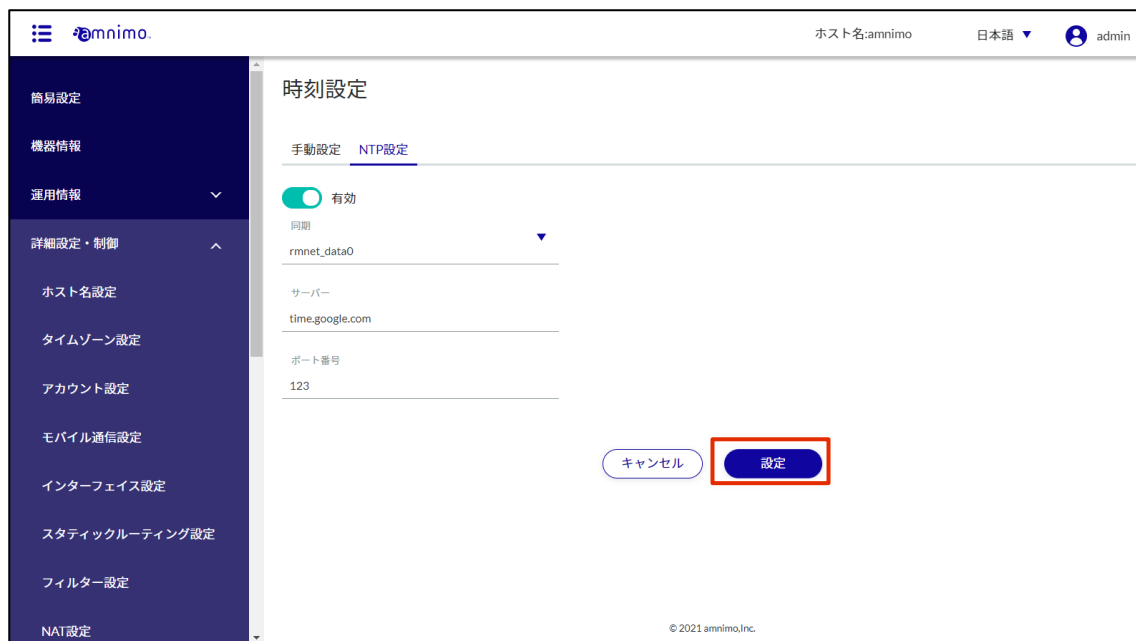 amnimo.
ホスト名:amnimo
日本語 ▼
admin
簡易設定
機器情報
運用情報
詳細設定・制御
ホスト名設定
タイムゾーン設定
アカウント設定
モバイル通信設定
インターフェイス設定
スタティックルーティング設定
フィルター設定
NAT設定
時刻設定
手動設定 NTP設定
有効
同期
rmnet_data0
サーバー
time.google.com
ポート番号
123
キャンセル
設定
© 2021 amnimo,Inc.